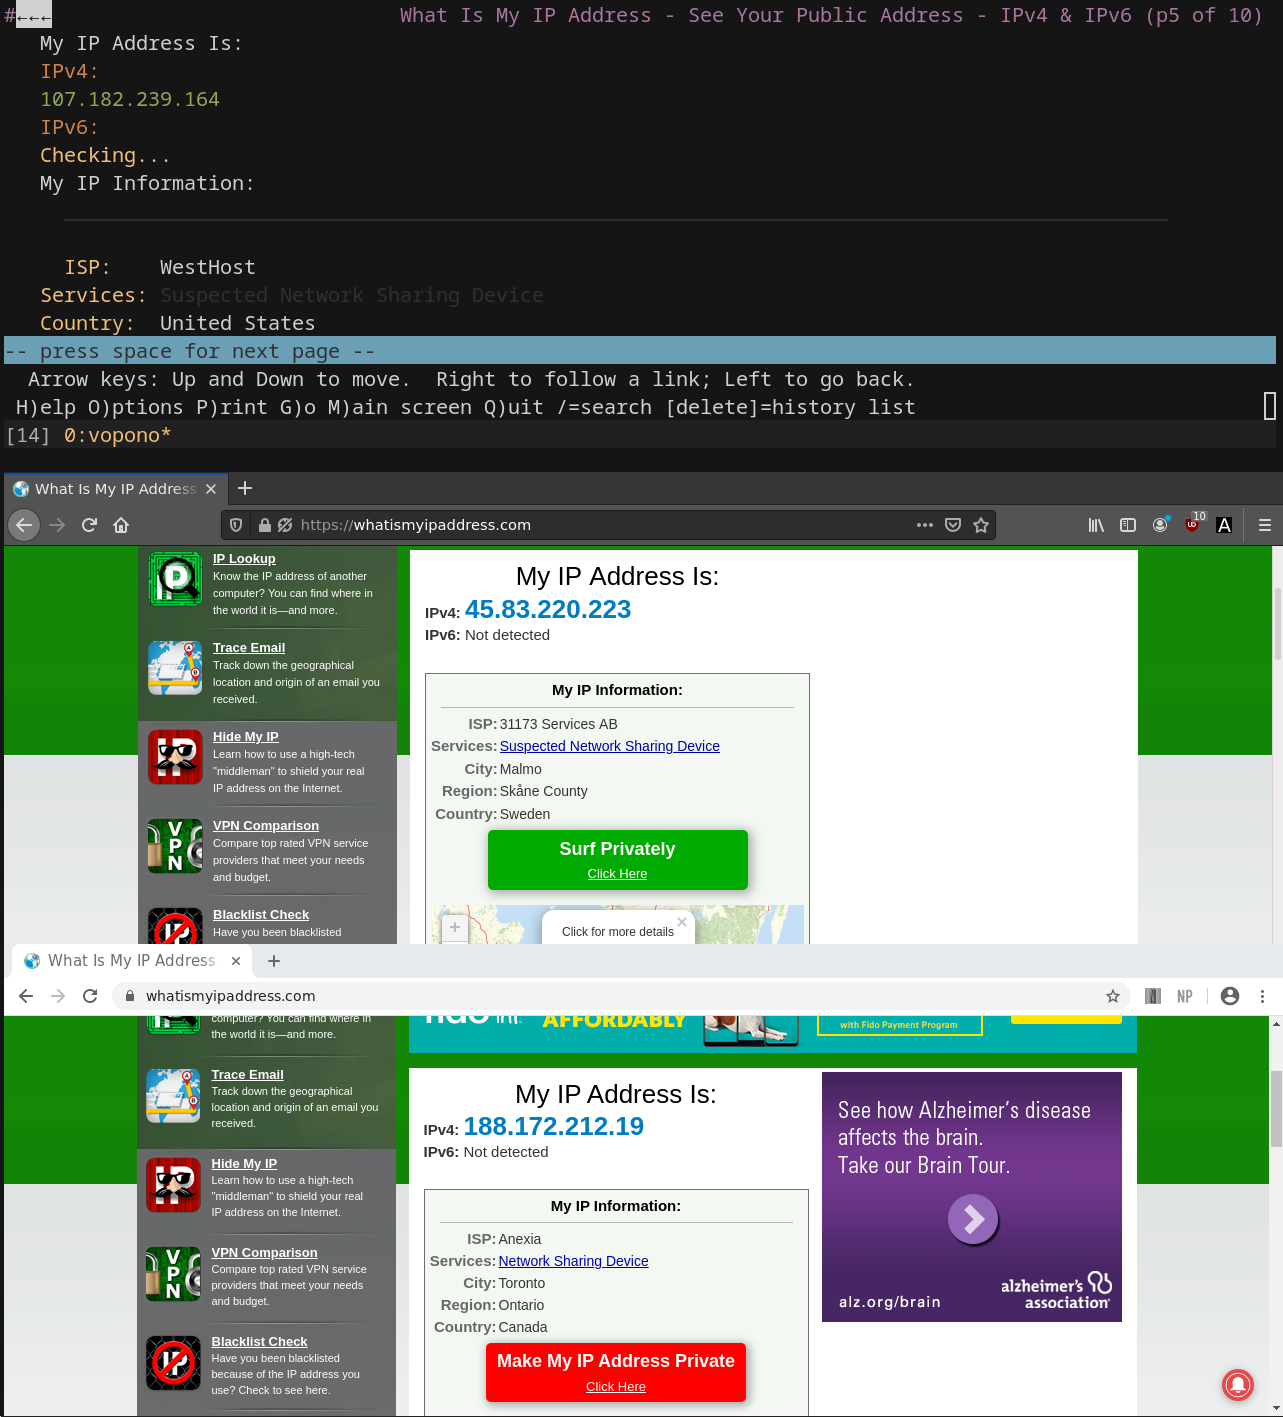 #←←← What Is My IP Address - See Your Public Address - IPv4 & IPv6 (p5 of 10)
My IP Address Is:
IPv4:
107.182.239.164
IPv6:
Checking...
My IP Information:
ISP: WestHost
Services: Suspected Network Sharing Device
Country: United States
-- press space for next page --
Arrow keys: Up and Down to move. Right to follow a link; Left to go back.
H)elp O)ptions P)rint G)o M)ain screen Q)uit /=search [delete]=history list
[14] 0:vopono*
What Is My IP Address
https://whatismyipaddress.com
10
A
IP Lookup
Know the IP address of another
computer? You can find where in
the world it is—and more.
Trace Email
Track down the geographical
location and origin of an email you
received.
Hide My IP
Learn how to use a high-tech
"middleman" to shield your real
IP address on the Internet.
VPN Comparison
Compare top rated VPN service
providers that meet your needs
and budget.
Blacklist Check
Have you been blacklisted
My IP Address Is:
IPv4: 45.83.220.223
IPv6: Not detected
My IP Information:
ISP: 31173 Services AB
Services: Suspected Network Sharing Device
City: Malmo
Region: Skåne County
Country: Sweden
Surf Privately
Click Here
+
Click for more details ×
What Is My IP Address
whatismyipaddress.com
NP
computer? You can find where in
the world it is—and more.
Trace Email
Track down the geographical
location and origin of an email you
received.
Hide My IP
Learn how to use a high-tech
"middleman" to shield your real
IP address on the Internet.
VPN Comparison
Compare top rated VPN service
providers that meet your needs
and budget.
Blacklist Check
Have you been blacklisted
because of the IP address you
use? Check to see here.
AFFORDABLY
with Fido Payment Program
My IP Address Is:
IPv4: 188.172.212.19
IPv6: Not detected
My IP Information:
ISP: Anexia
Services: Network Sharing Device
City: Toronto
Region: Ontario
Country: Canada
Make My IP Address Private
Click Here
See how Alzheimer's disease
affects the brain.
Take our Brain Tour.
alz.org/brain
alzheimer's
association